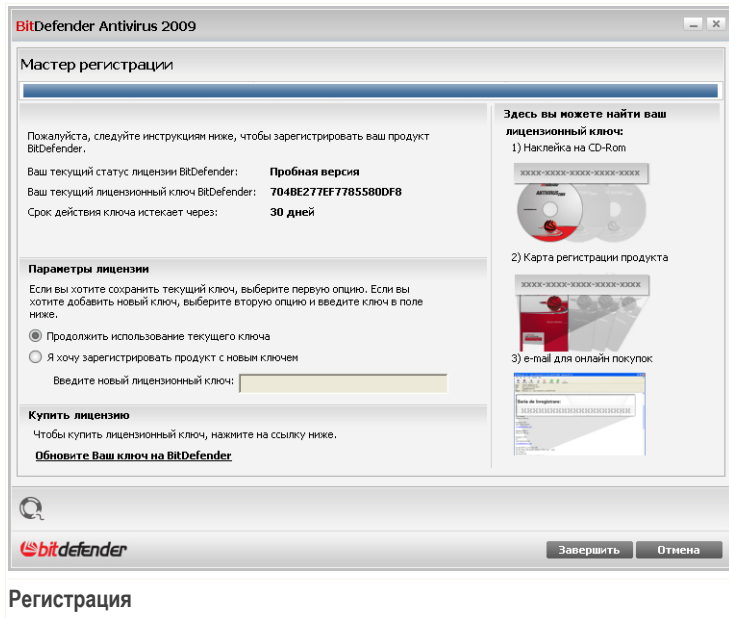 BitDefender Antivirus 2009
Мастер регистрации
Пожалуйста, следуйте инструкциям ниже, чтобы зарегистрировать ваш продукт
BitDefender.
Ваш текущий статус лицензии BitDefender: Пробная версия
Ваш текущий лицензионный ключ BitDefender: 704BE277EF7785580DF8
Срок действия ключа истекает через: 30 дней
Параметры лицензии
Если вы хотите сохранить текущий ключ, выберите первую опцию. Если вы
хотите добавить новый ключ, выберите вторую опцию и введите ключ в поле
ниже.
Продолжить использование текущего ключа
Я хочу зарегистрировать продукт с новым ключем
Введите новый лицензионный ключ:
Купить лицензию
Чтобы купить лицензионный ключ, нажмите на ссылку ниже.
Обновите Ваш ключ на BitDefender
Здесь вы можете найти ваш
лицензионный ключ:
1) Наклейка на CD-Rom
XXXX-XXXX-XXXX-XXXX-XXXX
2) Карта регистрации продукта
XXXX-XXXX-XXXX-XXXX-XXXX
3) e-mail для онлайн покупок
bitdefender
Завершить Отмена
Регистрация